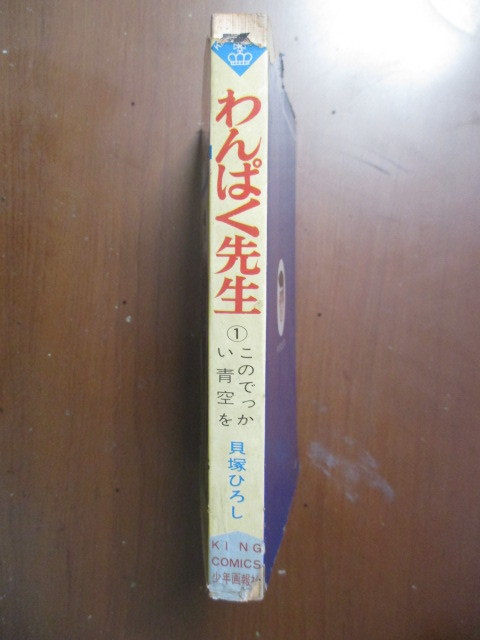 わんぱく先生
①
このでっか
い青空を
貝塚ひろし
KING
COMICS
少年画報